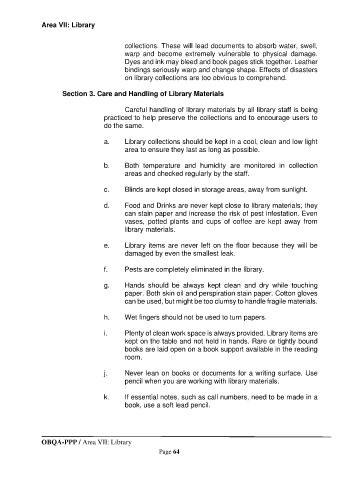 Area VII: Library
collections. These will lead documents to absorb water, swell,
warp and become extremely vulnerable to physical damage.
Dyes and ink may bleed and book pages stick together. Leather
bindings seriously warp and change shape. Effects of disasters
on library collections are too obvious to comprehend.
Section 3. Care and Handling of Library Materials
Careful handling of library materials by all library staff is being
practiced to help preserve the collections and to encourage users to
do the same.
a. Library collections should be kept in a cool, clean and low light
area to ensure they last as long as possible.
b. Both temperature and humidity are monitored in collection
areas and checked regularly by the staff.
c. Blinds are kept closed in storage areas, away from sunlight.
d. Food and Drinks are never kept close to library materials; they
can stain paper and increase the risk of pest infestation. Even
vases, potted plants and cups of coffee are kept away from
library materials.
e. Library items are never left on the floor because they will be
damaged by even the smallest leak.
f. Pests are completely eliminated in the library.
g. Hands should be always kept clean and dry while touching
paper. Both skin oil and perspiration stain paper. Cotton gloves
can be used, but might be too clumsy to handle fragile materials.
h. Wet fingers should not be used to turn papers.
i. Plenty of clean work space is always provided. Library items are
kept on the table and not held in hands. Rare or tightly bound
books are laid open on a book support available in the reading
room.
j. Never lean on books or documents for a writing surface. Use
pencil when you are working with library materials.
k. If essential notes, such as call numbers, need to be made in a
book, use a soft lead pencil.
OBQA-PPP / Area VII: Library
Page 64